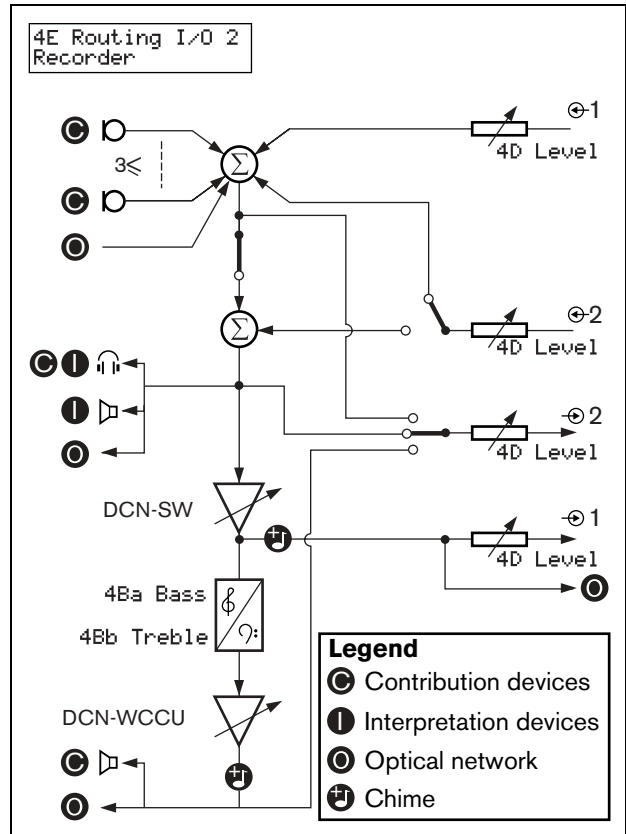 4E Routing I/O 2
Recorder
C
1
4D Level
3⩽
Σ
C
O
2
4D Level
Σ
C I
I
2
O
4D Level
DCN-SW
1
4D Level
O
4Ba Bass
4Bb Treble
Legend
C Contribution devices
I Interpretation devices
O Optical network
Chime
DCN-WCCU
C
O